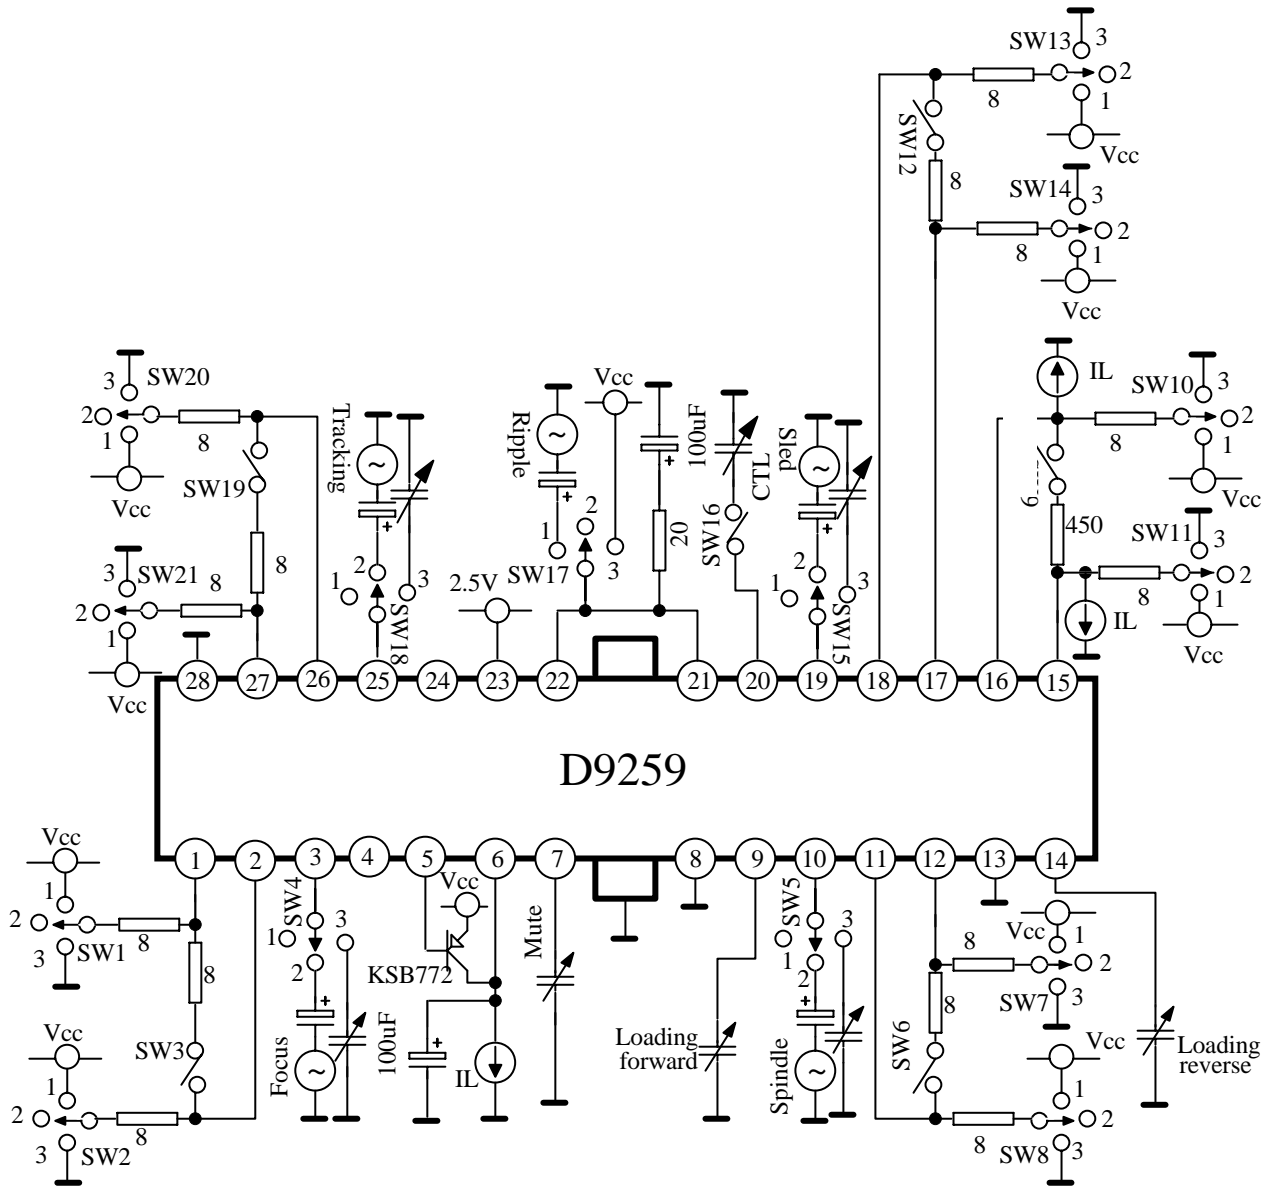 SW13
3
2
8
1
Vcc
SW12
8
SW14
3
2
8
1
Vcc
IL
SW10
3
2
8
1
Vcc
450
SW11
3
2
8
1
Vcc
IL
SW20
3
2
1
8
Vcc
SW19
8
SW21
3
2
1
8
Vcc
Tracking
~
+
2
1
3
SW18
2.5V
Ripple
~
+
1
2
3
SW17
Vcc
+
20
100uF
CTL
SW16
Sled
~
+
2
1
3
SW15
28
27
26
25
24
23
22
21
20
19
18
17
16
15
D9259
1
2
3
4
5
6
7
8
9
10
11
12
13
14
Vcc
1
2
3
SW1
8
8
SW3
Vcc
1
2
3
SW2
8
SW4
1
2
3
+
~
Focus
Vcc
KSB772
100uF
+
IL
Mute
Loading
forward
SW5
1
2
3
+
~
Spindle
8
8
SW6
Vcc
1
2
3
SW7
Vcc
1
2
3
SW8
8
Loading
reverse